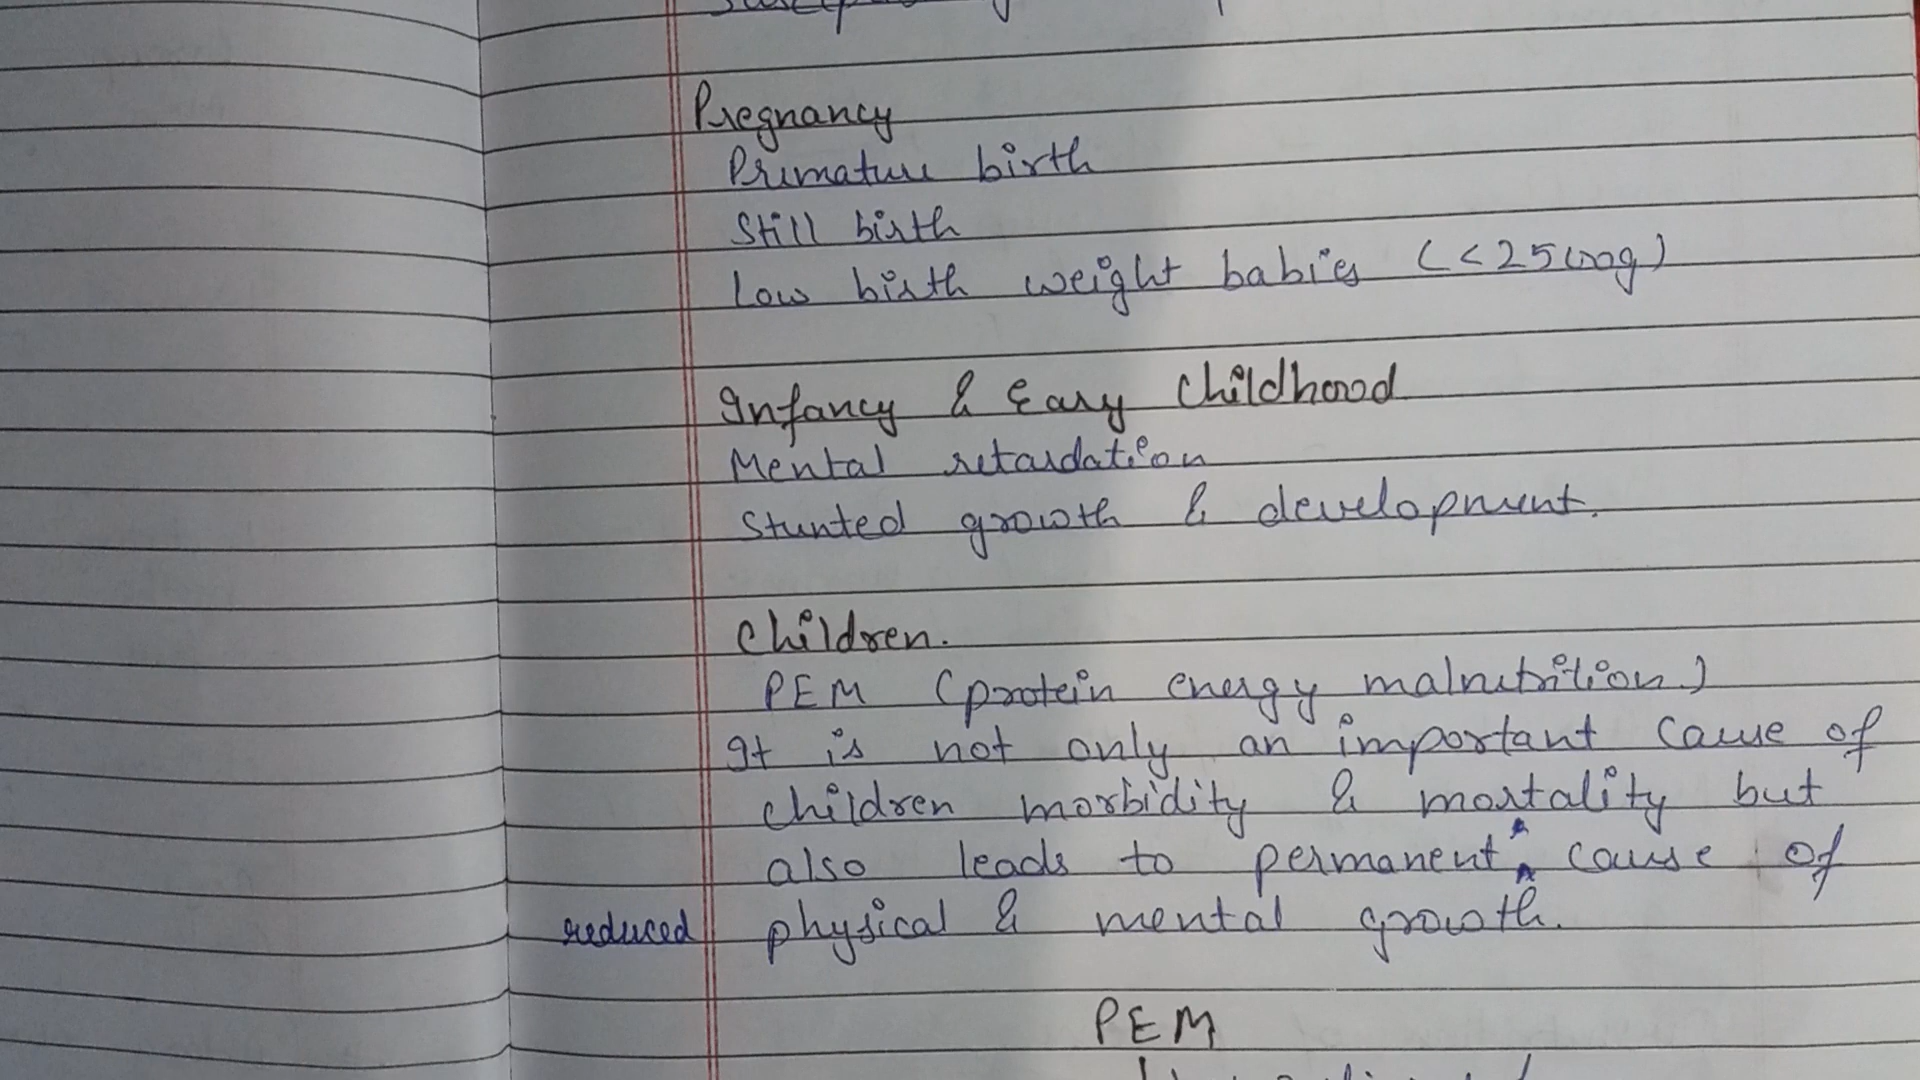 Pregnancy
Primature birth
Still birth
Low birth weight babies (<2500g)
Infancy & Eary Childhood
Mental retardation
Stunted growth & development.
Children.
PEM (protein energy malnutrition)
It is not only an important cause of
children morbidity & mortality but
also leads to permanent cause of
reduced physical & mental growth.
PEM